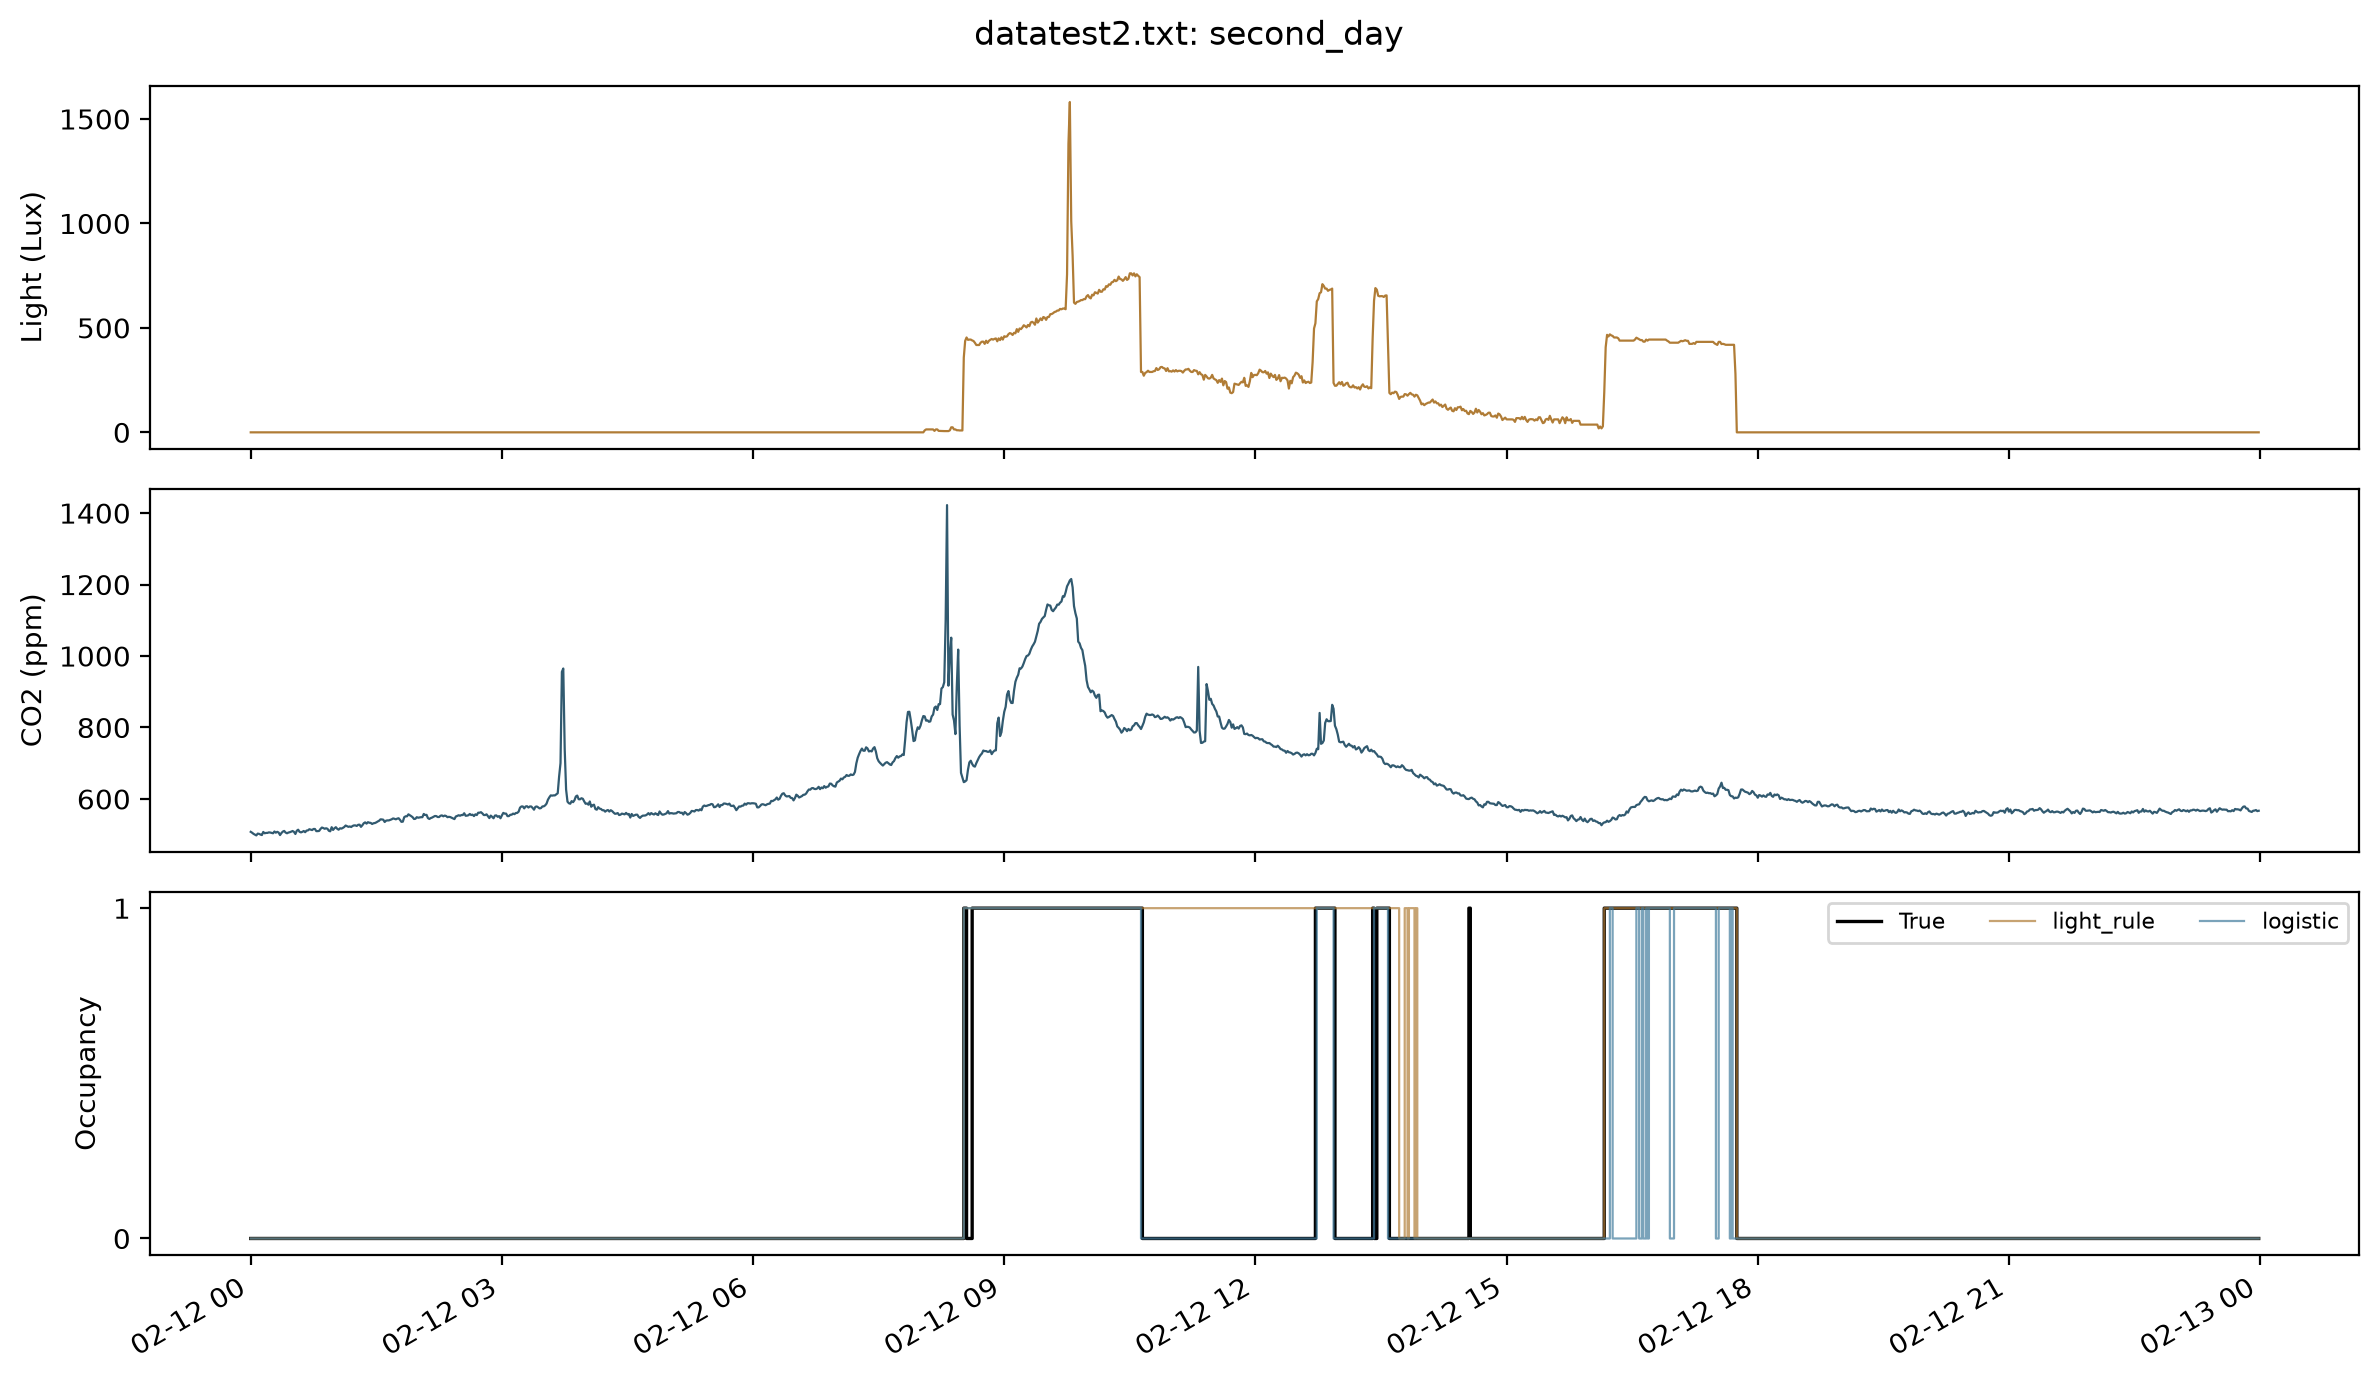 datatest2.txt: second_day
Light (Lux)
1500
1000
500
0
CO2 (ppm)
1400
1200
1000
800
600
Occupancy
1
0
True light_rule logistic
02-12 00 02-12 03 02-12 06 02-12 09 02-12 12 02-12 15 02-12 18 02-12 21 02-13 00